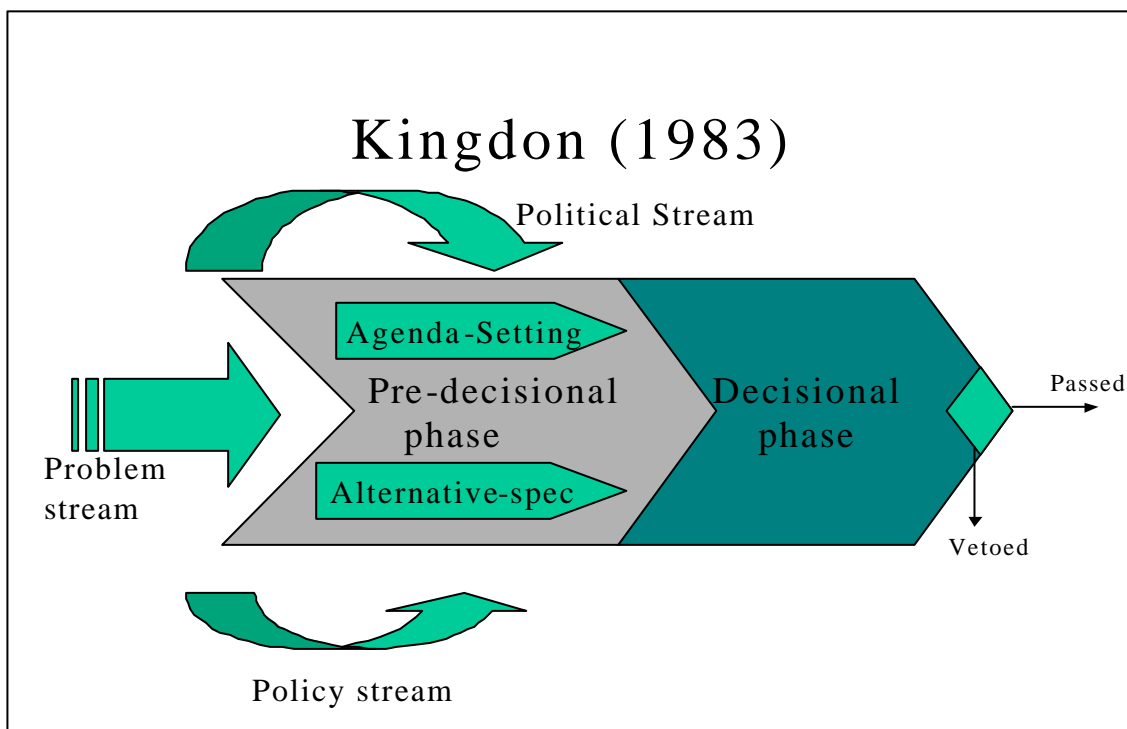 Kingdon (1983)
Political Stream
Agenda-Setting
Pre-decisional
phase
Decisional
phase
Passed
Problem
stream
Alternative-spec
Vetoed
Policy stream